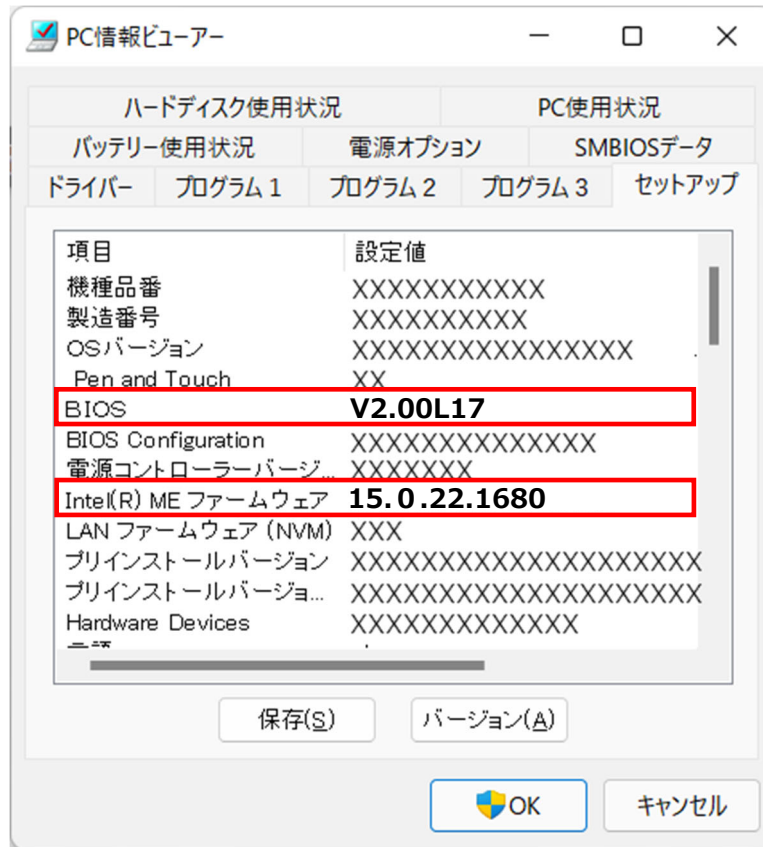 PC情報ビューアー
ハードディスク使用状況 PC使用状況
バッテリー使用状況 電源オプション SMBIOSデータ
ドライバー プログラム 1 プログラム 2 プログラム 3 セットアップ
項目 設定値
機種品番 XXXXXXXXXXX
製造番号 XXXXXXXXXX
OSバージョン XXXXXXXXXXXXXXXX .
Pen and Touch XX
BIOS V2.00L17
BIOS Configuration XXXXXXXXXXXXXX
電源コントローラーバージ... XXXXXXX
Intel(R) ME ファームウェア 15.0.22.1680
LAN ファームウェア (NVM) XXX
プリインストールバージョン XXXXXXXXXXXXXXXXXXXX
プリインストールバージョ... XXXXXXXXXXXXXXXXXXXX
Hardware Devices XXXXXXXXXXXXX
保存(S) バージョン(A)
OK キャンセル